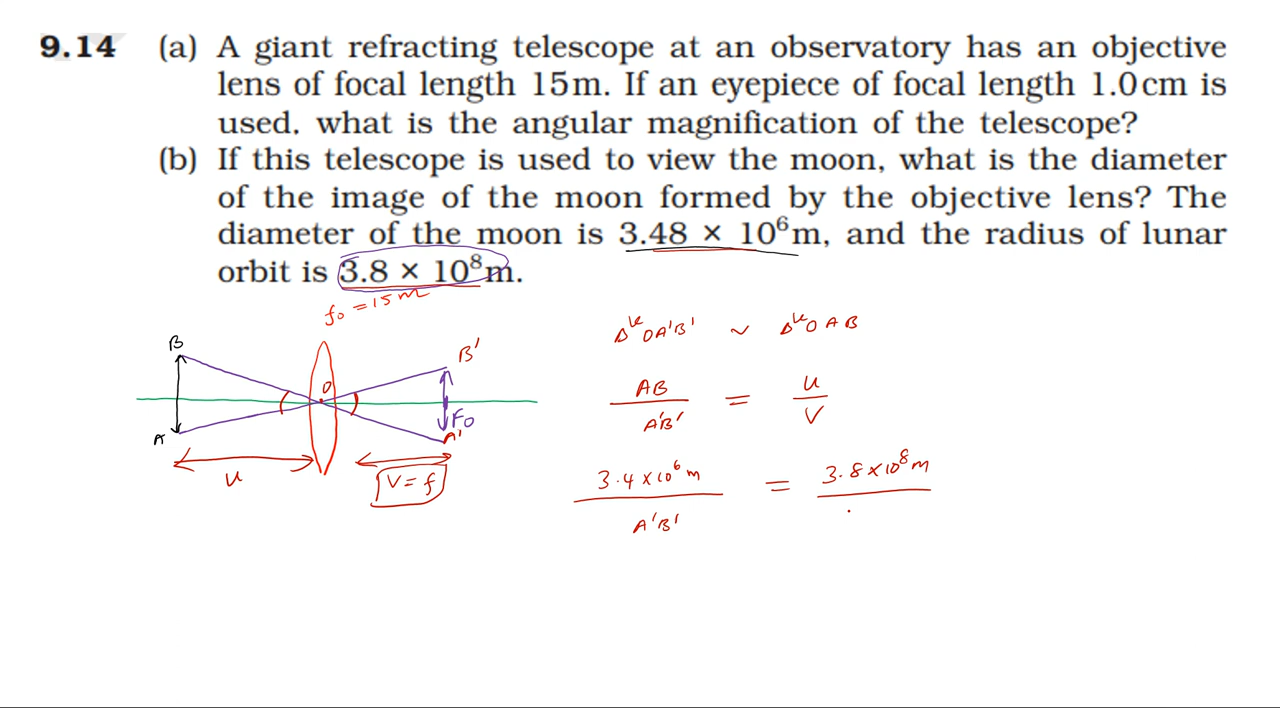 9.14 (a) A giant refracting telescope at an observatory has an objective
lens of focal length 15m. If an eyepiece of focal length 1.0cm is
used, what is the angular magnification of the telescope?
(b) If this telescope is used to view the moon, what is the diameter
of the image of the moon formed by the objective lens? The
diameter of the moon is 3.48 × 10⁶m, and the radius of lunar
orbit is 3.8 × 10⁸m.
f₀ = 15 m
B
B'
O
F₀
A
A'
u
V = f
Δˡᵉ OA'B' ~ Δˡᵉ OAB
AB / A'B' = u / V
3.4 × 10⁶ m / A'B' = 3.8 × 10⁸ m